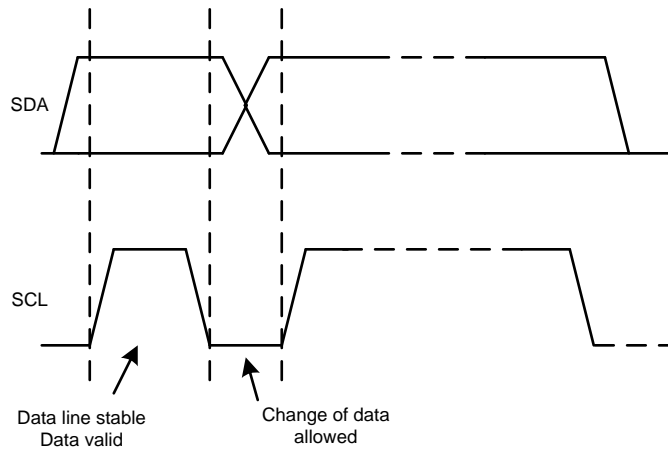 SDA
SCL
Data line stable
Data valid
Change of data
allowed